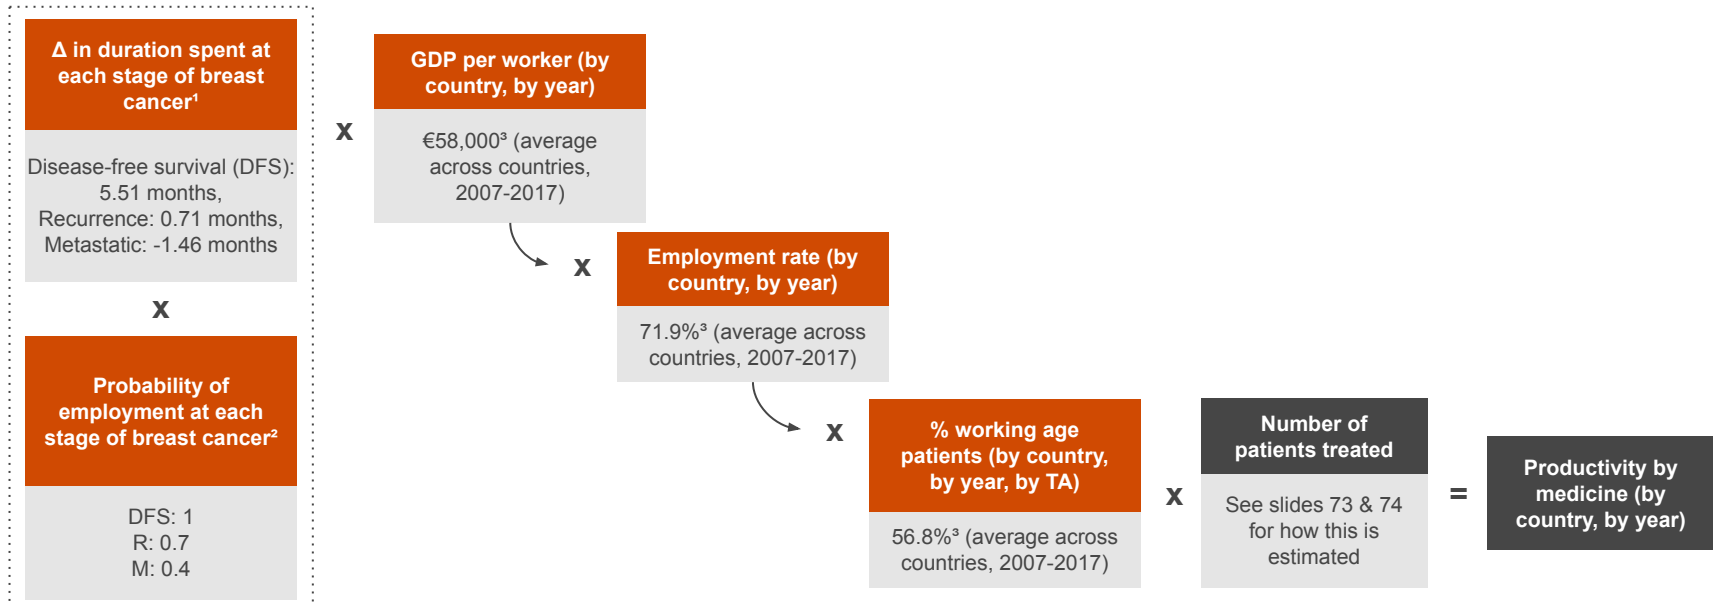 Δ in duration spent at
each stage of breast
cancer¹
Disease-free survival (DFS):
5.51 months,
Recurrence: 0.71 months,
Metastatic: -1.46 months
x
Probability of
employment at each
stage of breast cancer²
DFS: 1
R: 0.7
M: 0.4
x
GDP per worker (by
country, by year)
€58,000³ (average
across countries,
2007-2017)
x
Employment rate (by
country, by year)
71.9%³ (average across
countries, 2007-2017)
x
% working age
patients (by country,
by year, by TA)
56.8%³ (average across
countries, 2007-2017)
x
Number of
patients treated
See slides 73 & 74
for how this is
estimated
=
Productivity by
medicine (by
country, by year)